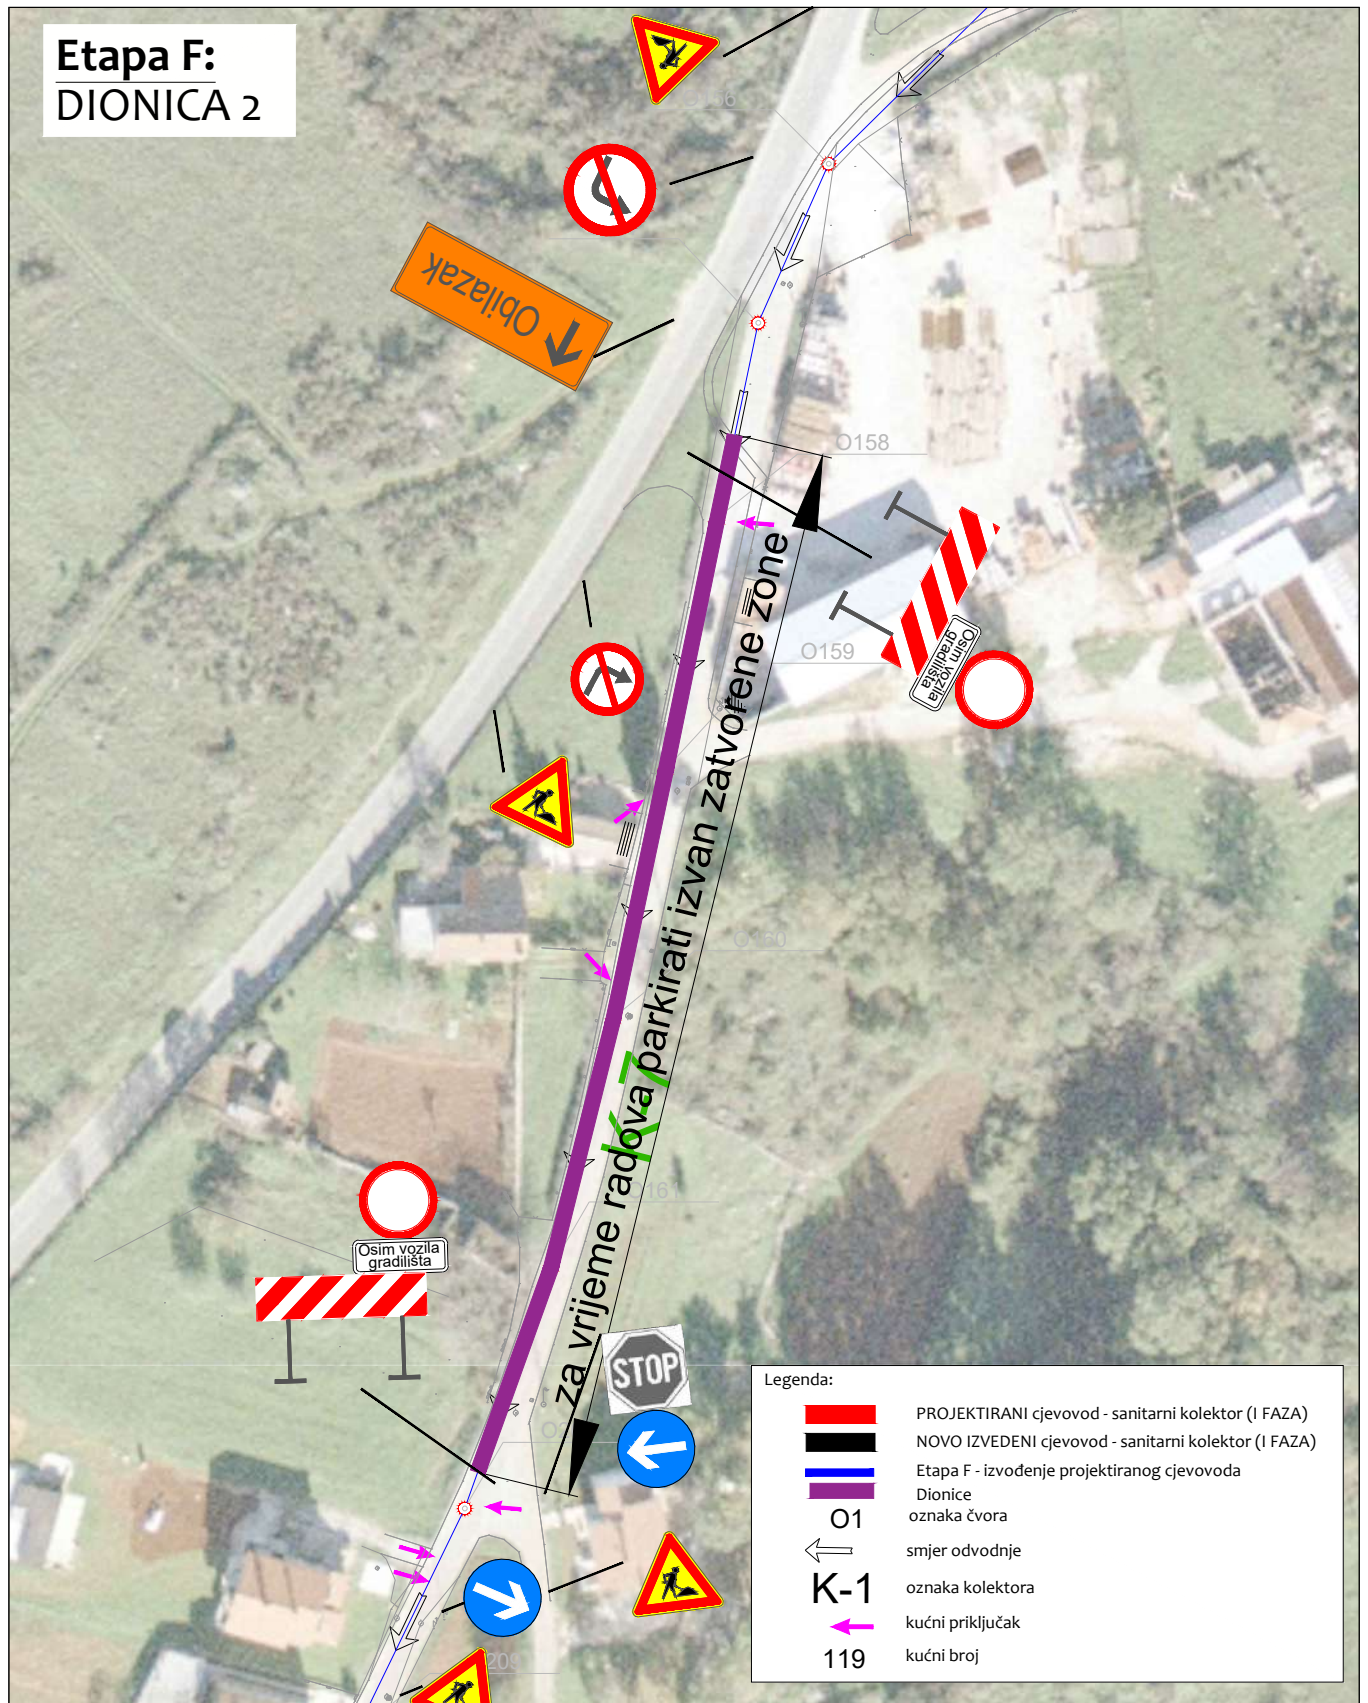 Etapa F:
DIONICA 2
Obilazak
O158
O159
Osim vozila
gradilišta
za vrijeme radova parkirati izvan zatvorene zone
K-7
O161
Osim vozila
gradilišta
STOP
Legenda:
PROJEKTIRANI cjevovod - sanitarni kolektor (I FAZA)
NOVO IZVEDENI cjevovod - sanitarni kolektor (I FAZA)
Etapa F - izvođenje projektiranog cjevovoda
Dionice
O1 oznaka čvora
smjer odvodnje
K-1 oznaka kolektora
kućni priključak
119 kućni broj